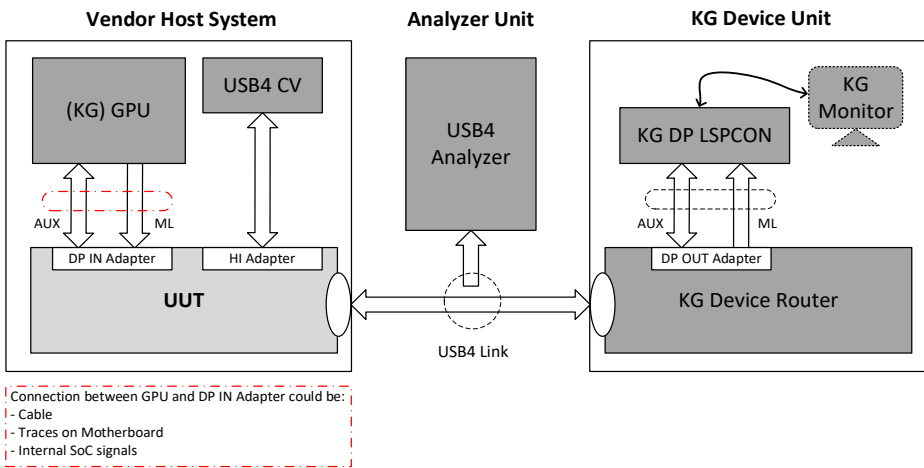 Vendor Host System
Analyzer Unit
KG Device Unit
(KG) GPU
USB4 CV
USB4
Analyzer
KG DP LSPCON
KG
Monitor
AUX
ML
AUX
ML
DP IN Adapter
HI Adapter
DP OUT Adapter
UUT
KG Device Router
USB4 Link
Connection between GPU and DP IN Adapter could be:
- Cable
- Traces on Motherboard
- Internal SoC signals